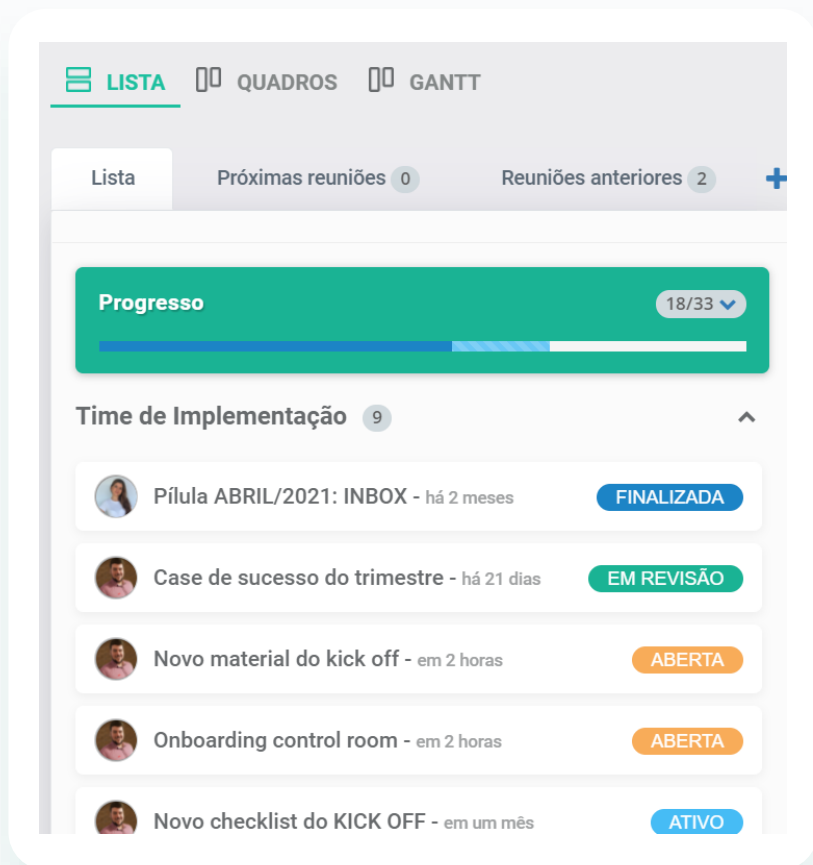 LISTA QUADROS GANTT
Lista Próximas reuniões 0 Reuniões anteriores 2
Progresso 18/33
Time de Implementação 9
Pílula ABRIL/2021: INBOX - há 2 meses FINALIZADA
Case de sucesso do trimestre - há 21 dias EM REVISÃO
Novo material do kick off - em 2 horas ABERTA
Onboarding control room - em 2 horas ABERTA
Novo checklist do KICK OFF - em um mês ATIVO